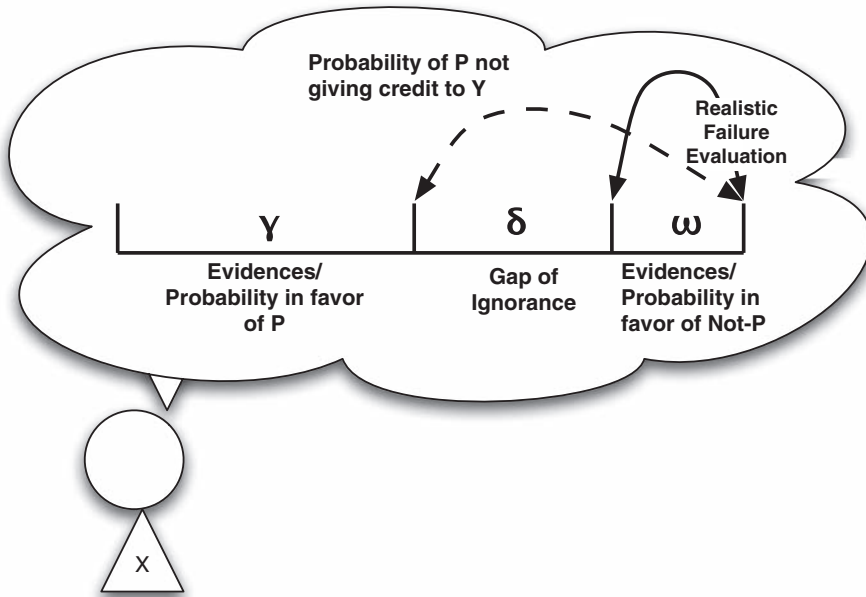 Probability of P not
giving credit to Y
Realistic
Failure
Evaluation
γ
δ
ω
Evidences/
Probability in favor
of P
Gap of
Ignorance
Evidences/
Probability in
favor of Not-P
X